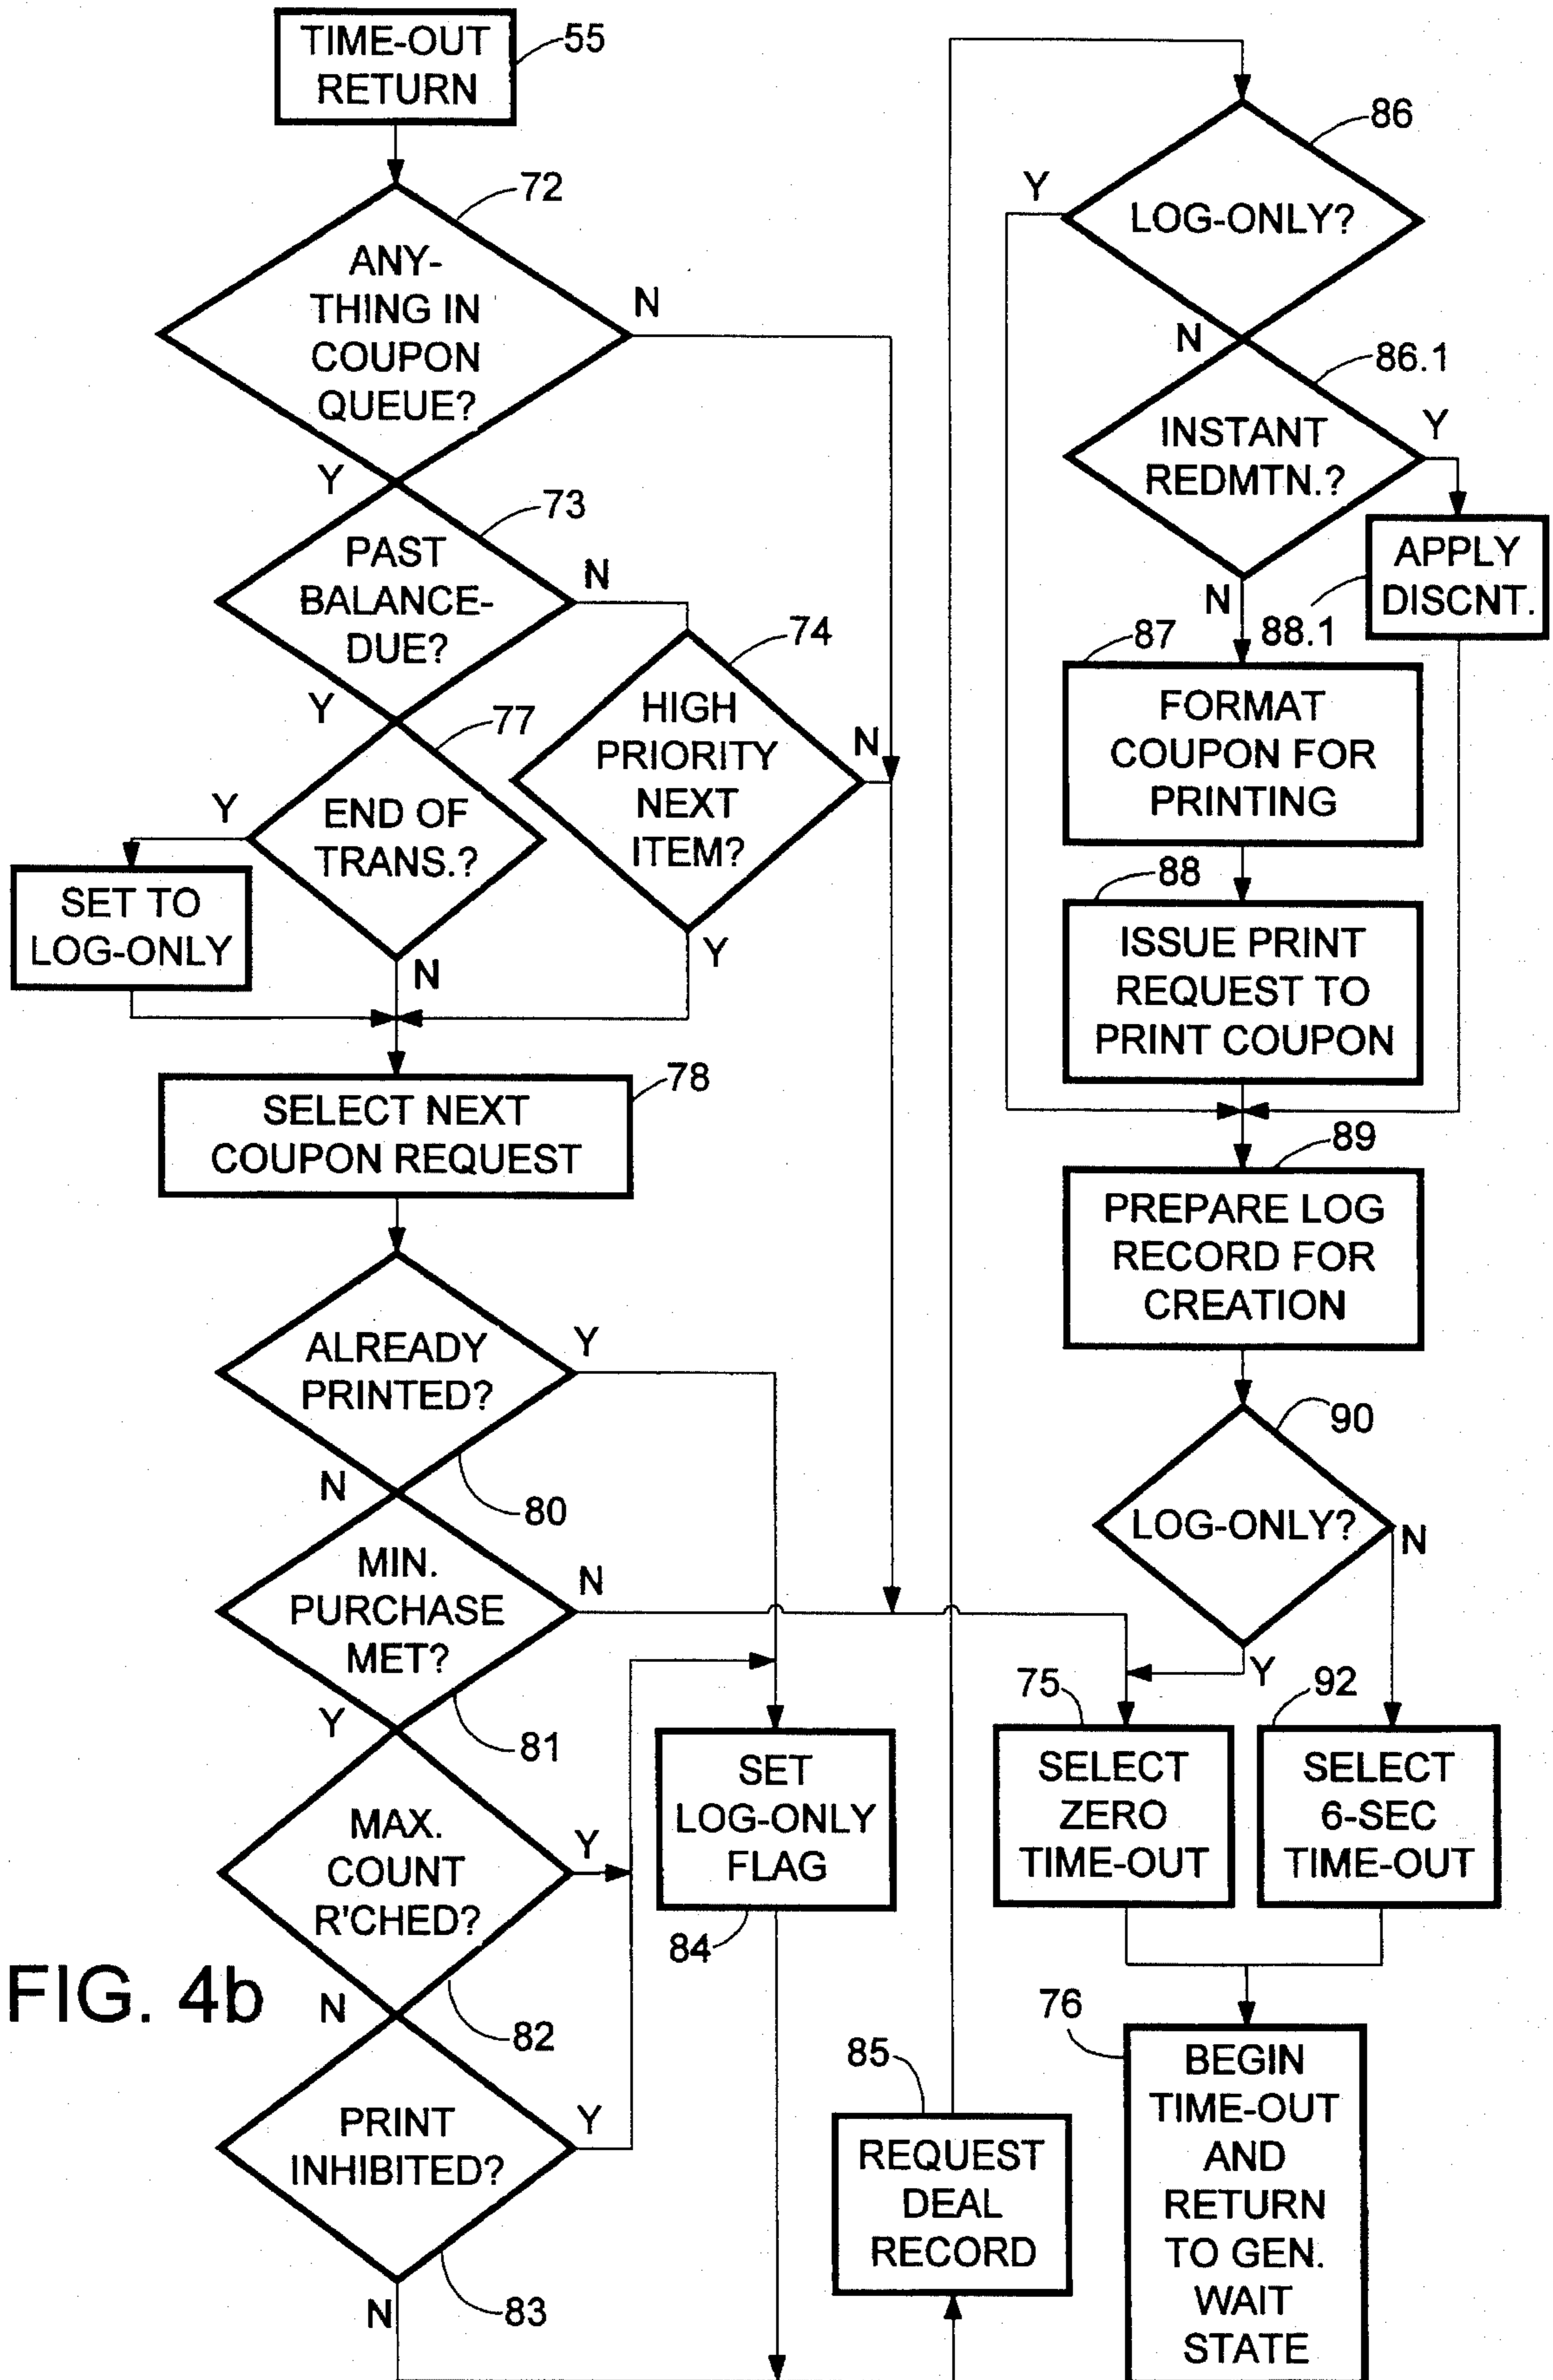 TIME-OUT
RETURN
55
72
ANY-
THING IN
COUPON
QUEUE?
N
Y
73
PAST
BALANCE-
DUE?
N
Y
74
HIGH
PRIORITY
NEXT
ITEM?
N
Y
77
END OF
TRANS.?
Y
N
SET TO
LOG-ONLY
78
SELECT NEXT
COUPON REQUEST
ALREADY
PRINTED?
Y
N
80
MIN.
PURCHASE
MET?
N
Y
81
MAX.
COUNT
R'CHED?
Y
N
82
PRINT
INHIBITED?
Y
N
83
SET
LOG-ONLY
FLAG
84
85
REQUEST
DEAL
RECORD
FIG. 4b
86
LOG-ONLY?
Y
N
86.1
INSTANT
REDMTN.?
Y
N
APPLY
DISCNT.
88.1
87
FORMAT
COUPON FOR
PRINTING
88
ISSUE PRINT
REQUEST TO
PRINT COUPON
89
PREPARE LOG
RECORD FOR
CREATION
90
LOG-ONLY?
N
Y
75
SELECT
ZERO
TIME-OUT
92
SELECT
6-SEC
TIME-OUT
76
BEGIN
TIME-OUT
AND
RETURN
TO GEN.
WAIT
STATE